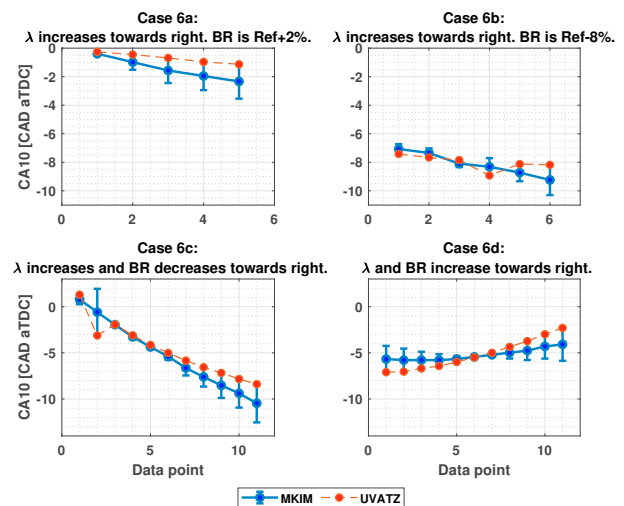 Case 6a:
λ increases towards right. BR is Ref+2%.
Case 6b:
λ increases towards right. BR is Ref-8%.
CA10 [CAD aTDC]
0
-2
-4
-6
-8
-10
0 2 4 6
0
-2
-4
-6
-8
-10
0 2 4 6
Case 6c:
λ increases and BR decreases towards right.
Case 6d:
λ and BR increase towards right.
CA10 [CAD aTDC]
0
-5
-10
0 5 10
Data point
0
-5
-10
0 5 10
Data point
MKIM UVATZ